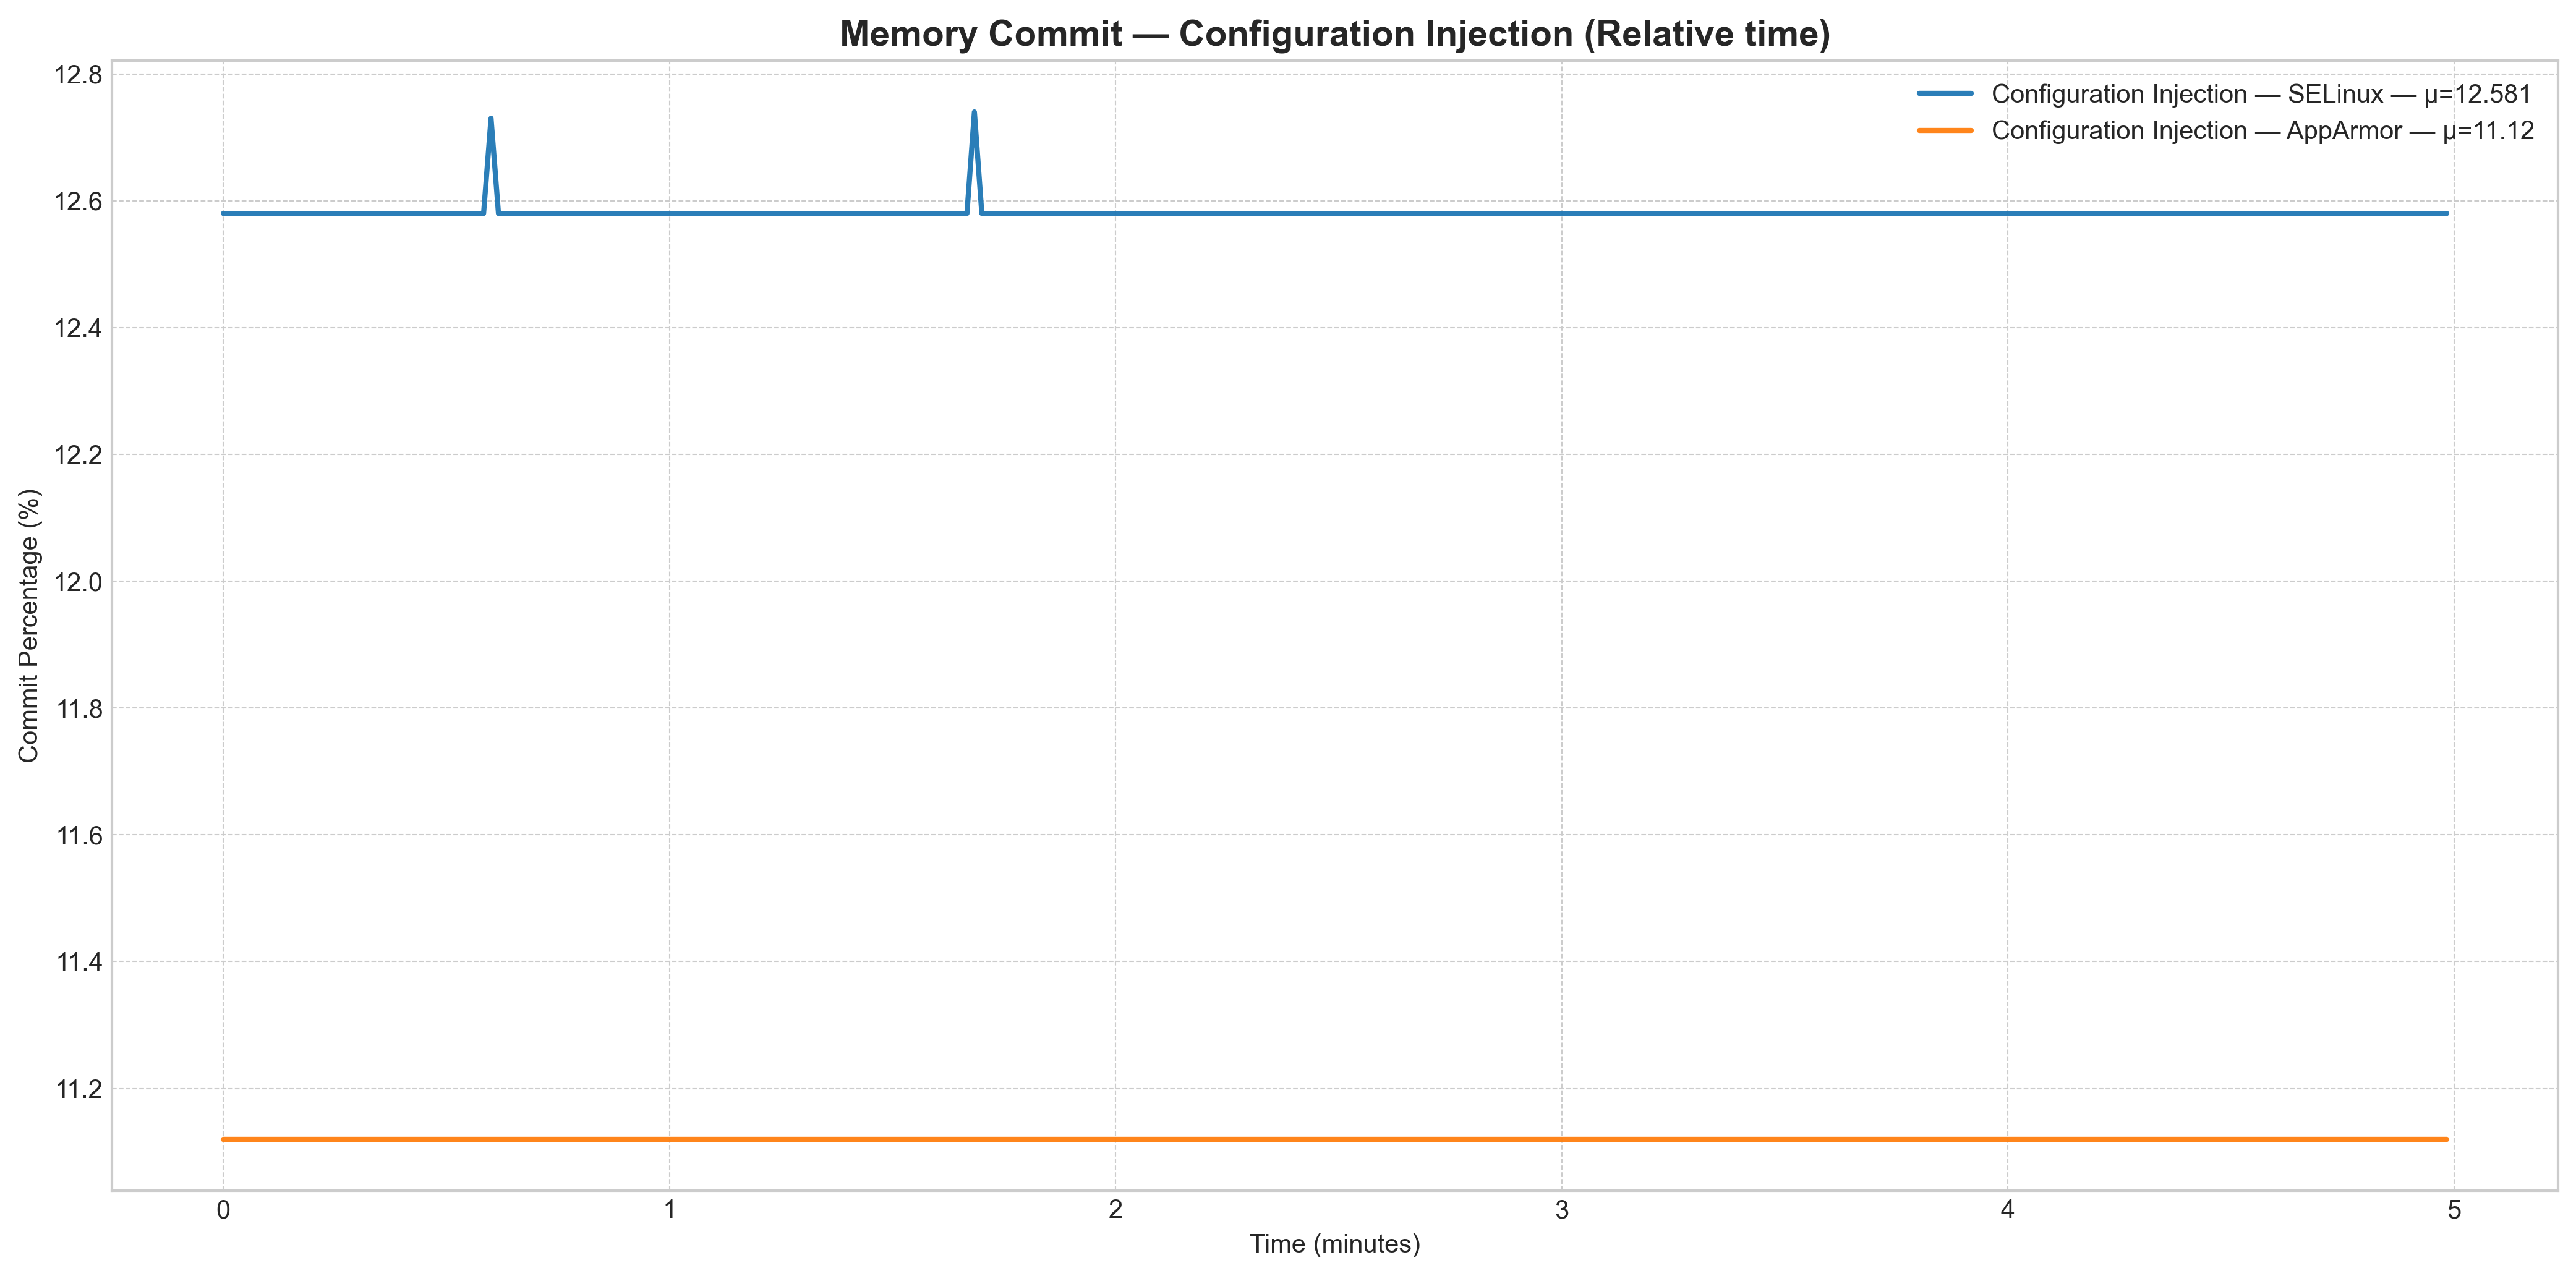 Memory Commit — Configuration Injection (Relative time)
Configuration Injection — SELinux — μ=12.581
Configuration Injection — AppArmor — μ=11.12
Commit Percentage (%)
12.8
12.6
12.4
12.2
12.0
11.8
11.6
11.4
11.2
0 1 2 3 4 5
Time (minutes)